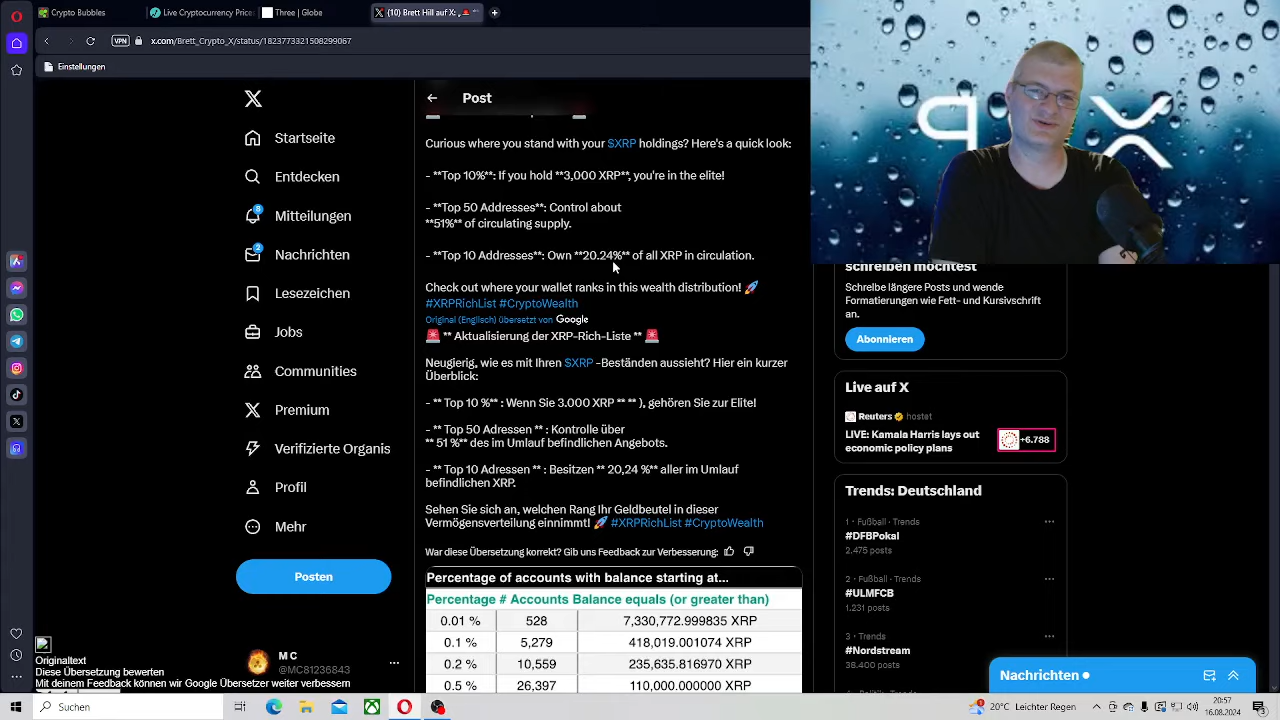 Crypto Bubbles
Live Cryptocurrency Price
Three | Globe
(10) Brett Hill auf X:
VPN
x.com/Brett_Crypto_X/status/1823773321508299067
Einstellungen
Startseite
Entdecken
8
Mitteilungen
2
Nachrichten
Lesezeichen
Jobs
Communities
Premium
Verifizierte Organis
Profil
Mehr
Posten
M C
@MC81236843
Originaltext
Diese Übersetzung bewerten
Mit deinem Feedback können wir Google Übersetzer weiter verbessern
Post
Curious where you stand with your $XRP holdings? Here's a quick look:
- **Top 10%**: If you hold **3,000 XRP**, you're in the elite!
- **Top 50 Addresses**: Control about
**51%** of circulating supply.
- **Top 10 Addresses**: Own **20.24%** of all XRP in circulation.
Check out where your wallet ranks in this wealth distribution! 🚀
#XRPRichList #CryptoWealth
Original (Englisch) übersetzt von Google
🚨 ** Aktualisierung der XRP-Rich-Liste ** 🚨
Neugierig, wie es mit Ihren $XRP -Beständen aussieht? Hier ein kurzer
Überblick:
- ** Top 10 %** : Wenn Sie 3.000 XRP ** ** ), gehören Sie zur Elite!
- ** Top 50 Adressen ** : Kontrolle über
** 51 %** des im Umlauf befindlichen Angebots.
- ** Top 10 Adressen ** : Besitzen ** 20,24 %** aller im Umlauf
befindlichen XRP.
Sehen Sie sich an, welchen Rang Ihr Geldbeutel in dieser
Vermögensverteilung einnimmt! 🚀 #XRPRichList #CryptoWealth
War diese Übersetzung korrekt? Gib uns Feedback zur Verbesserung:
Percentage of accounts with balance starting at...
Percentage # Accounts Balance equals (or greater than)
0.01 % 528 7,330,772.999835 XRP
0.1 % 5,279 418,019.001074 XRP
0.2 % 10,559 235,635.816970 XRP
0.5 % 26,397 110,000.000000 XRP
schreiben möchtest
Schreibe längere Posts und wende
Formatierungen wie Fett- und Kursivschrift
an.
Abonnieren
Live auf X
Reuters hostet
LIVE: Kamala Harris lays out
economic policy plans
+6.788
Trends: Deutschland
1 · Fußball · Trends
#DFBPokal
2.475 posts
2 · Fußball · Trends
#ULMFCB
1.231 posts
3 · Trends
#Nordstream
38.400 posts
Nachrichten
Suchen
20°C Leichter Regen
20:57
16.08.2024